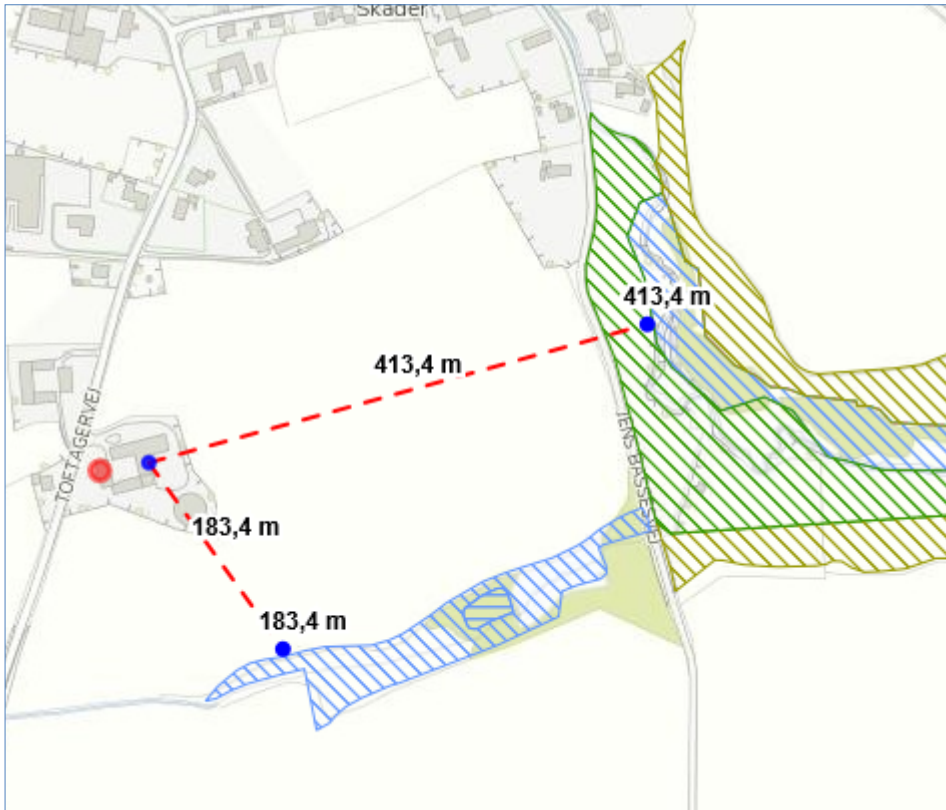 Skader
413,4 m
413,4 m
TOFTAGERVEJ
JENS BASSESVEJ
183,4 m
183,4 m